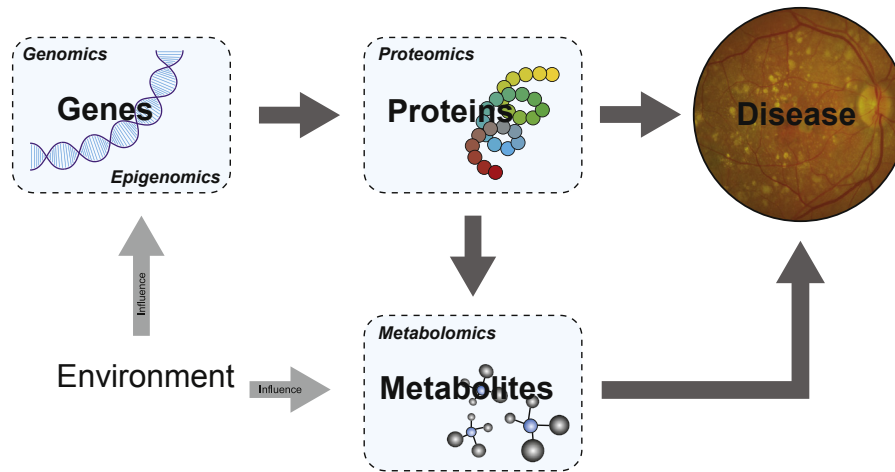 Genomics
Genes
Epigenomics
Proteomics
Proteins
Disease
Influence
Environment
Influence
Metabolomics
Metabolites